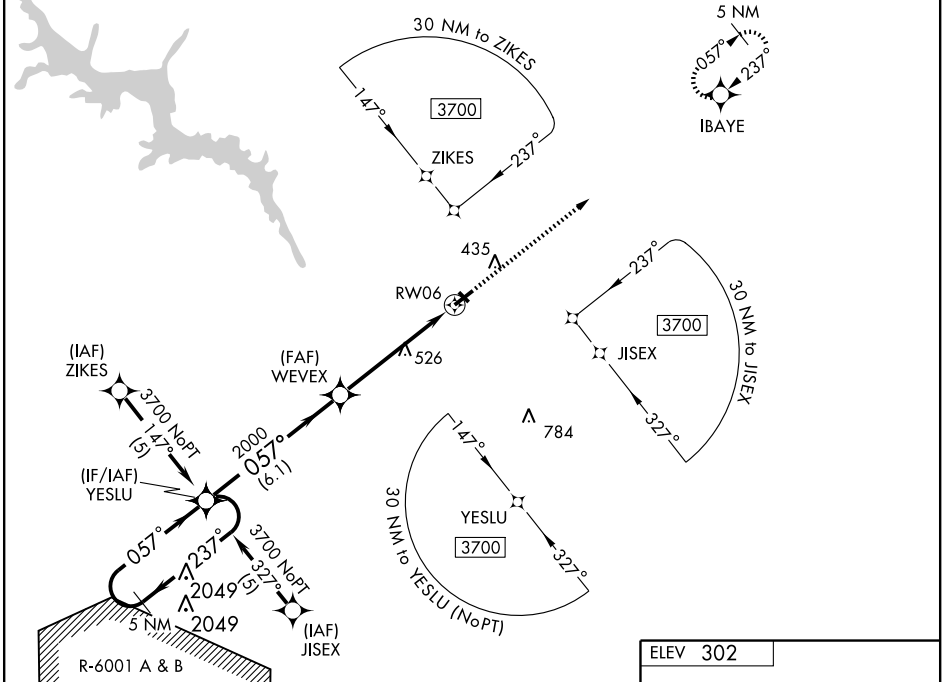 5 NM
057°
237°
IBAYE
30 NM to ZIKES
147°
3700
237°
ZIKES
435
RW06
526
237°
3700
30 NM to JISEX
JISEX
327°
(IAF)
ZIKES
3700 NoPT
147°
(5)
(FAF)
WEVEX
2000
057°
(6.1)
784
147°
(IF/IAF)
YESLU
YESLU
3700
30 NM to YESLU (NoPT)
327°
057°
237°
3700 NoPT
327°
(5)
2049
2049
5 NM
(IAF)
JISEX
R-6001 A & B
ELEV 302